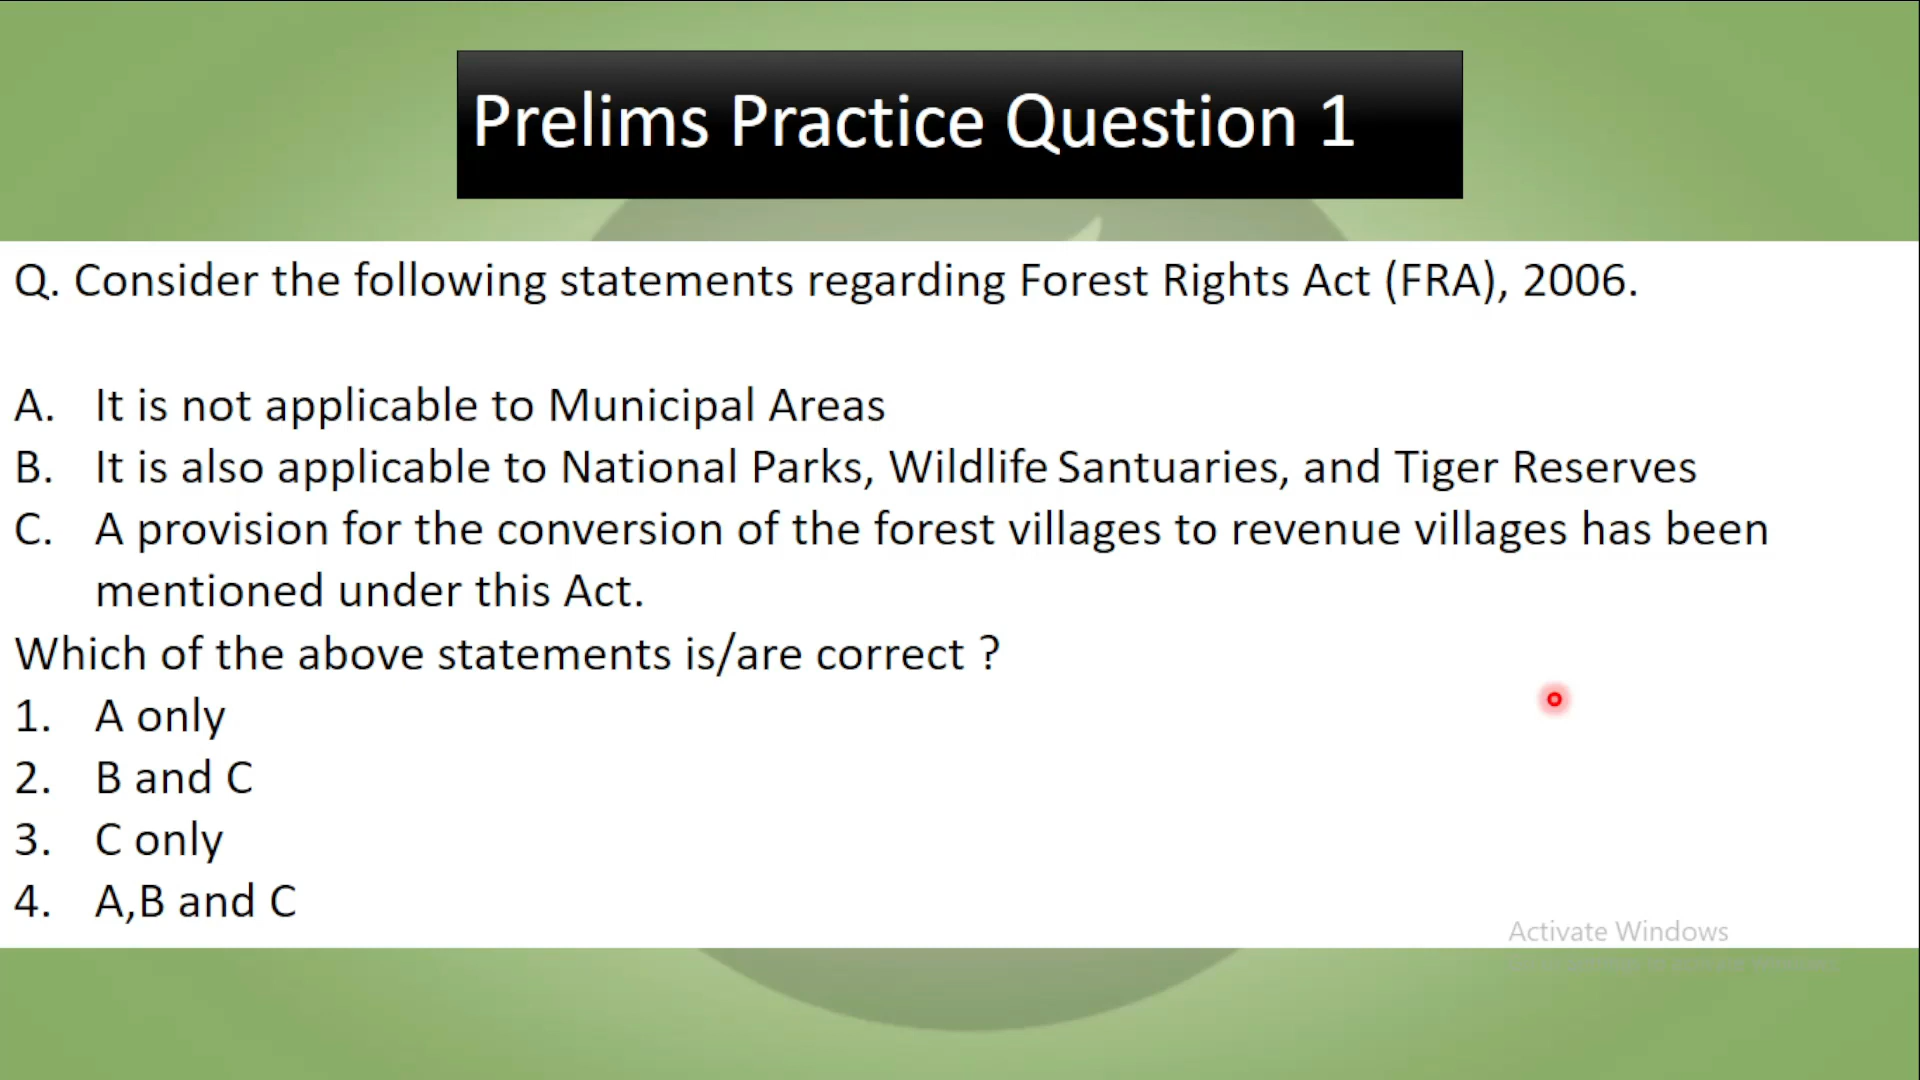 Prelims Practice Question 1
Q. Consider the following statements regarding Forest Rights Act (FRA), 2006.
A. It is not applicable to Municipal Areas
B. It is also applicable to National Parks, Wildlife Santuaries, and Tiger Reserves
C. A provision for the conversion of the forest villages to revenue villages has been
mentioned under this Act.
Which of the above statements is/are correct ?
1. A only
2. B and C
3. C only
4. A,B and C
Activate Windows